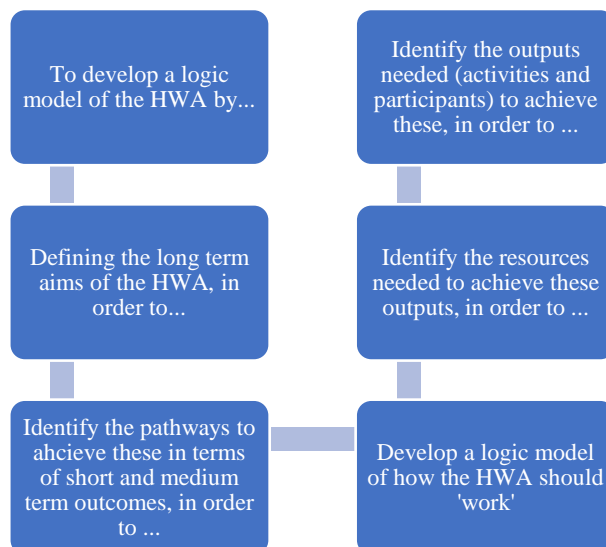 To develop a logic
model of the HWA by...
Defining the long term
aims of the HWA, in
order to...
Identify the pathways to
ahcieve these in terms
of short and medium
term outcomes, in order
to ...
Identify the outputs
needed (activities and
participants) to achieve
these, in order to ...
Identify the resources
needed to achieve these
outputs, in order to ...
Develop a logic model
of how the HWA should
'work'